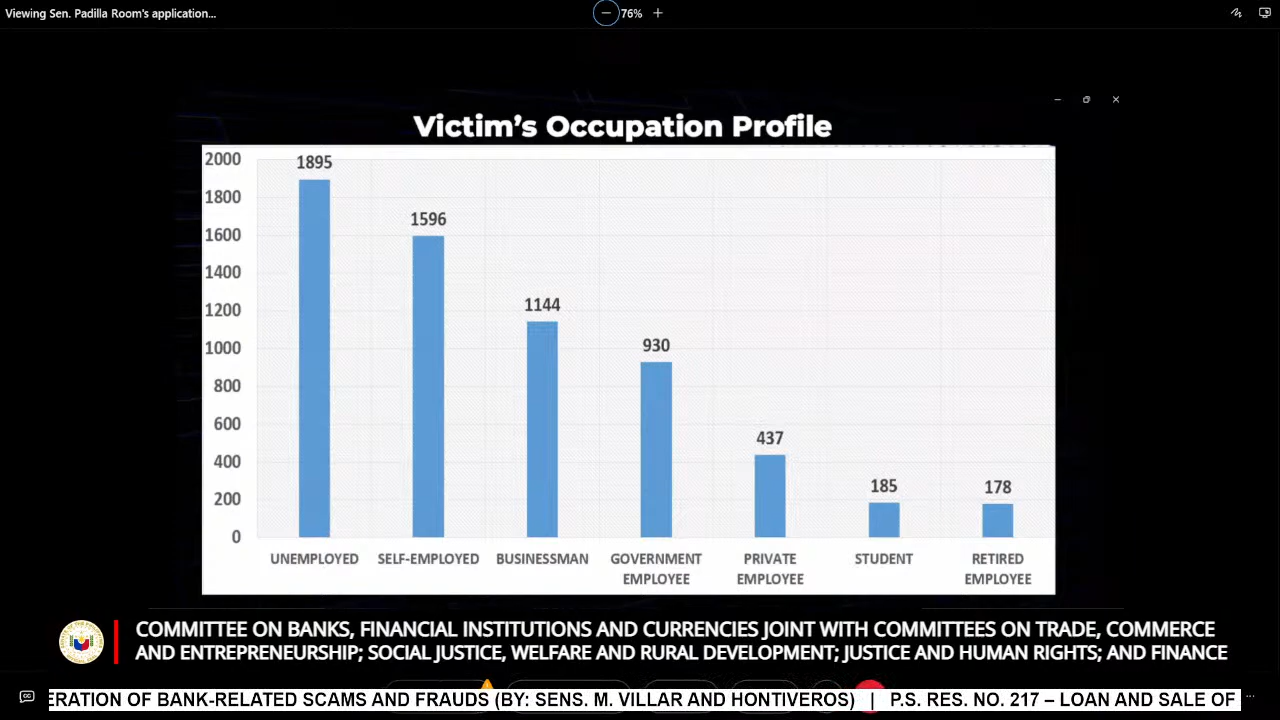 Viewing Sen. Padilla Room's application...
76%
Victim's Occupation Profile
2000
1800
1600
1400
1200
1000
800
600
400
200
0
1895
1596
1144
930
437
185
178
UNEMPLOYED
SELF-EMPLOYED
BUSINESSMAN
GOVERNMENT
EMPLOYEE
PRIVATE
EMPLOYEE
STUDENT
RETIRED
EMPLOYEE
COMMITTEE ON BANKS, FINANCIAL INSTITUTIONS AND CURRENCIES JOINT WITH COMMITTEES ON TRADE, COMMERCE
AND ENTREPRENEURSHIP; SOCIAL JUSTICE, WELFARE AND RURAL DEVELOPMENT; JUSTICE AND HUMAN RIGHTS; AND FINANCE
ERATION OF BANK-RELATED SCAMS AND FRAUDS (BY: SENS. M. VILLAR AND HONTIVEROS) | P.S. RES. NO. 217 – LOAN AND SALE OF